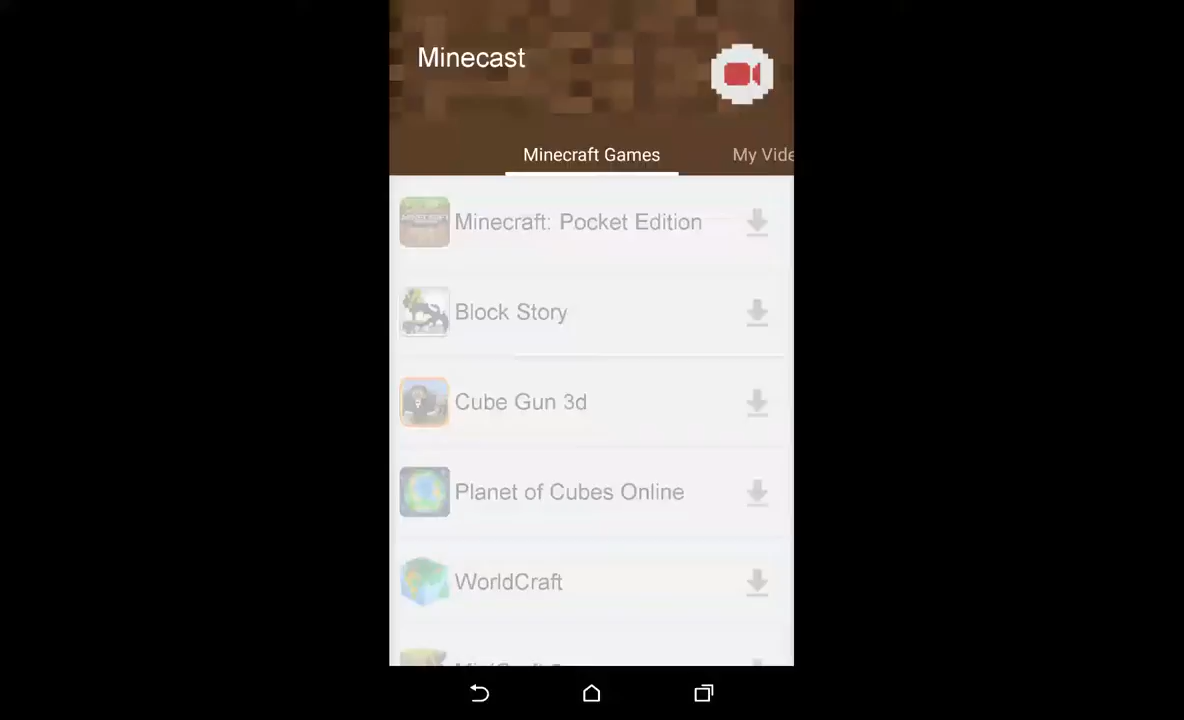 Minecast
Minecraft Games
My Vide
Minecraft: Pocket Edition
Block Story
Cube Gun 3d
Planet of Cubes Online
WorldCraft